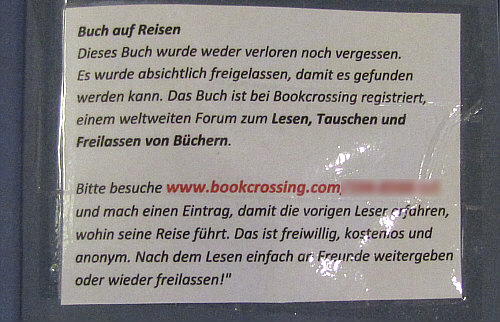 Buch auf Reisen
Dieses Buch wurde weder verloren noch vergessen.
Es wurde absichtlich freigelassen, damit es gefunden
werden kann. Das Buch ist bei Bookcrossing registriert,
einem weltweiten Forum zum Lesen, Tauschen und
Freilassen von Büchern.
Bitte besuche www.bookcrossing.com
und mach einen Eintrag, damit die vorigen Leser erfahren,
wohin seine Reise führt. Das ist freiwillig, kostenlos und
anonym. Nach dem Lesen einfach an Freunde weitergeben
oder wieder freilassen!"